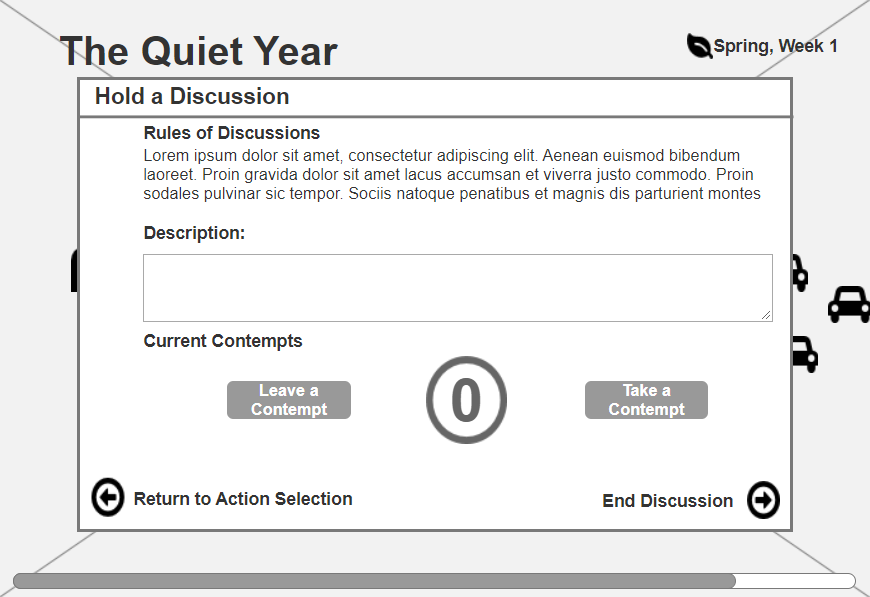 The Quiet Year
Spring, Week 1
Hold a Discussion
Rules of Discussions
Lorem ipsum dolor sit amet, consectetur adipiscing elit. Aenean euismod bibendum
laoreet. Proin gravida dolor sit amet lacus accumsan et viverra justo commodo. Proin
sodales pulvinar sic tempor. Sociis natoque penatibus et magnis dis parturient montes
Description:
Current Contempts
Leave a
Contempt
0
Take a
Contempt
Return to Action Selection
End Discussion